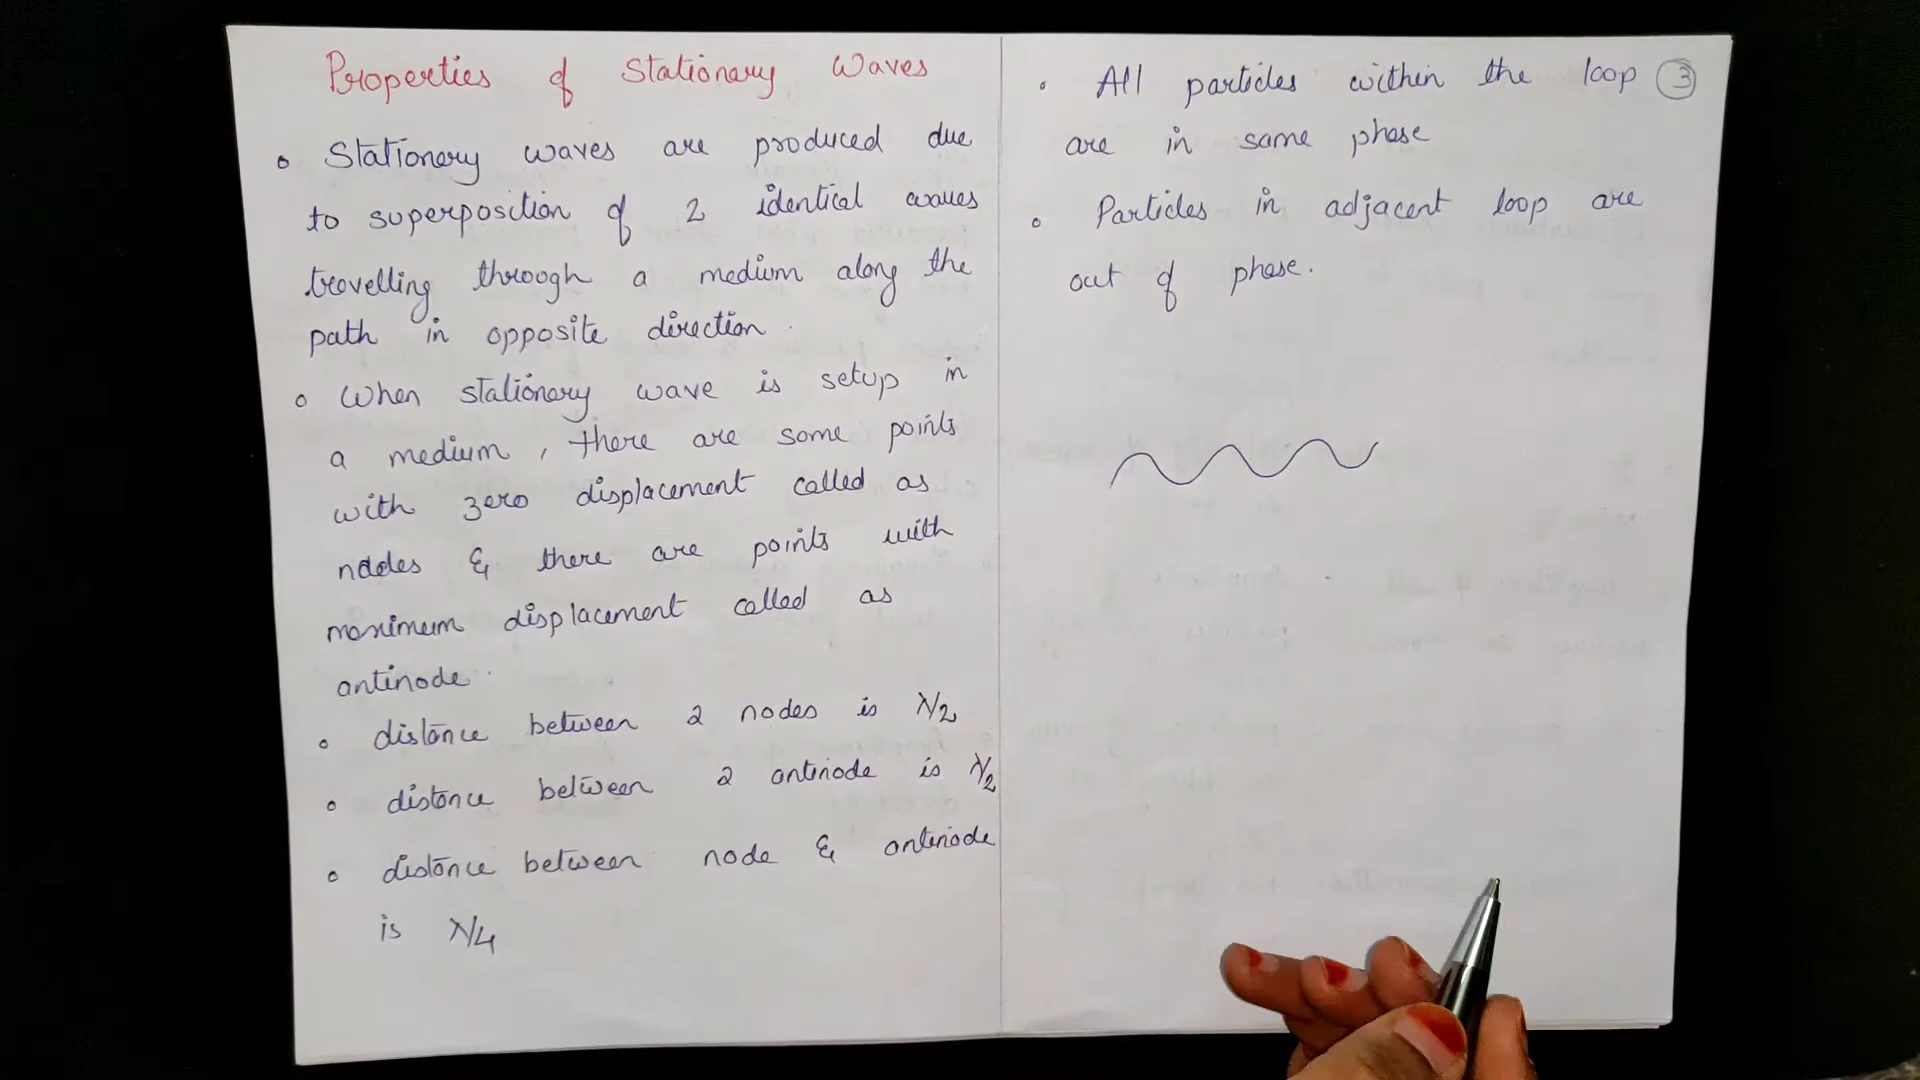 Properties of Stationary Waves
Stationary waves are produced due
to superposition of 2 identical waves
travelling through a medium along the
path in opposite direction.
When stationary wave is setup in
a medium, there are some points
with zero displacement called as
nodes & there are points with
maximum displacement called as
antinode.
distance between 2 nodes is λ/2
distance between 2 antinode is λ/2
distance between node & antinode
is λ/4
All particles within the loop 3
are in same phase
Particles in adjacent loop are
out of phase.